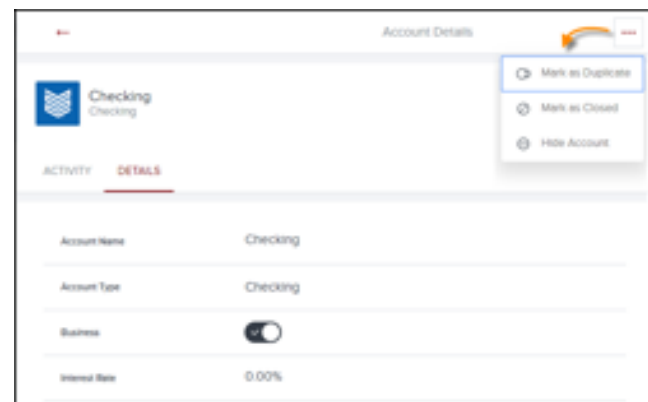 Account Details
Mark as Duplicate
Mark as Closed
Hide Account
Checking
Checking
ACTIVITY DETAILS
Account Name Checking
Account Type Checking
Business
Interest Rate 0.00%